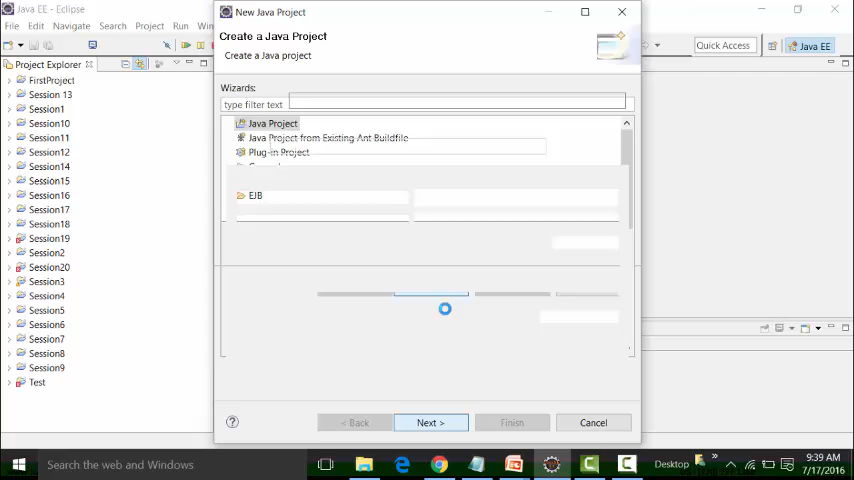 Java EE - Eclipse
File Edit Navigate Search Project Run Win
Quick Access
Java EE
Project Explorer
FirstProject
Session 13
Session1
Session10
Session11
Session12
Session14
Session15
Session16
Session17
Session18
Session19
Session2
Session20
Session3
Session4
Session5
Session6
Session7
Session8
Session9
Test
New Java Project
Create a Java Project
Create a Java project
Wizards:
type filter text
Java Project
Java Project from Existing Ant Buildfile
Plug-in Project
EJB
< Back
Next >
Finish
Cancel
Search the web and Windows
Desktop
9:39 AM
7/17/2016